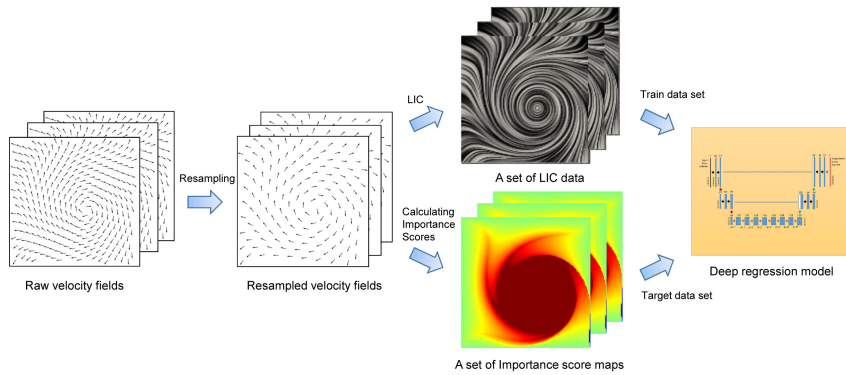 LIC
Train data set
Resampling
A set of LIC data
Calculating
Importance
Scores
Raw velocity fields
Resampled velocity fields
Deep regression model
Target data set
A set of Importance score maps